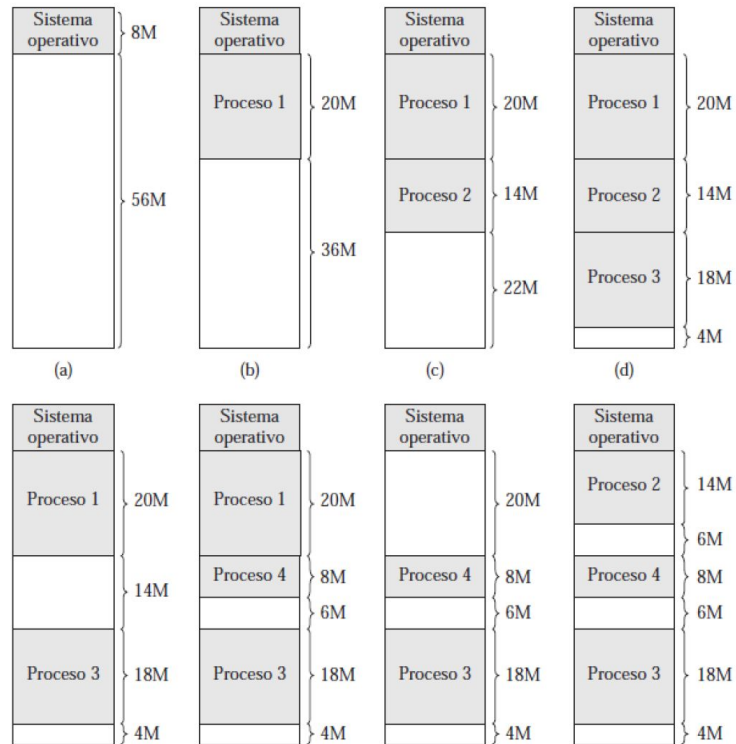 Sistema
operativo
8M
56M
(a)
Sistema
operativo
Proceso 1
20M
36M
(b)
Sistema
operativo
Proceso 1
20M
Proceso 2
14M
22M
(c)
Sistema
operativo
Proceso 1
20M
Proceso 2
14M
Proceso 3
18M
4M
(d)
Sistema
operativo
Proceso 1
20M
14M
Proceso 3
18M
4M
Sistema
operativo
Proceso 1
20M
Proceso 4
8M
6M
Proceso 3
18M
4M
Sistema
operativo
20M
Proceso 4
8M
6M
Proceso 3
18M
4M
Sistema
operativo
Proceso 2
14M
6M
Proceso 4
8M
6M
Proceso 3
18M
4M